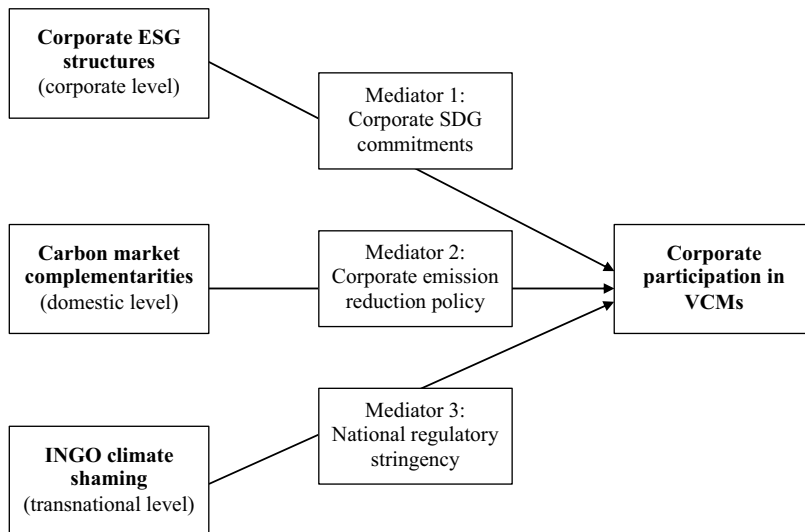 Corporate ESG
structures
(corporate level)
Mediator 1:
Corporate SDG
commitments
Carbon market
complementarities
(domestic level)
Mediator 2:
Corporate emission
reduction policy
Corporate
participation in
VCMs
INGO climate
shaming
(transnational level)
Mediator 3:
National regulatory
stringency